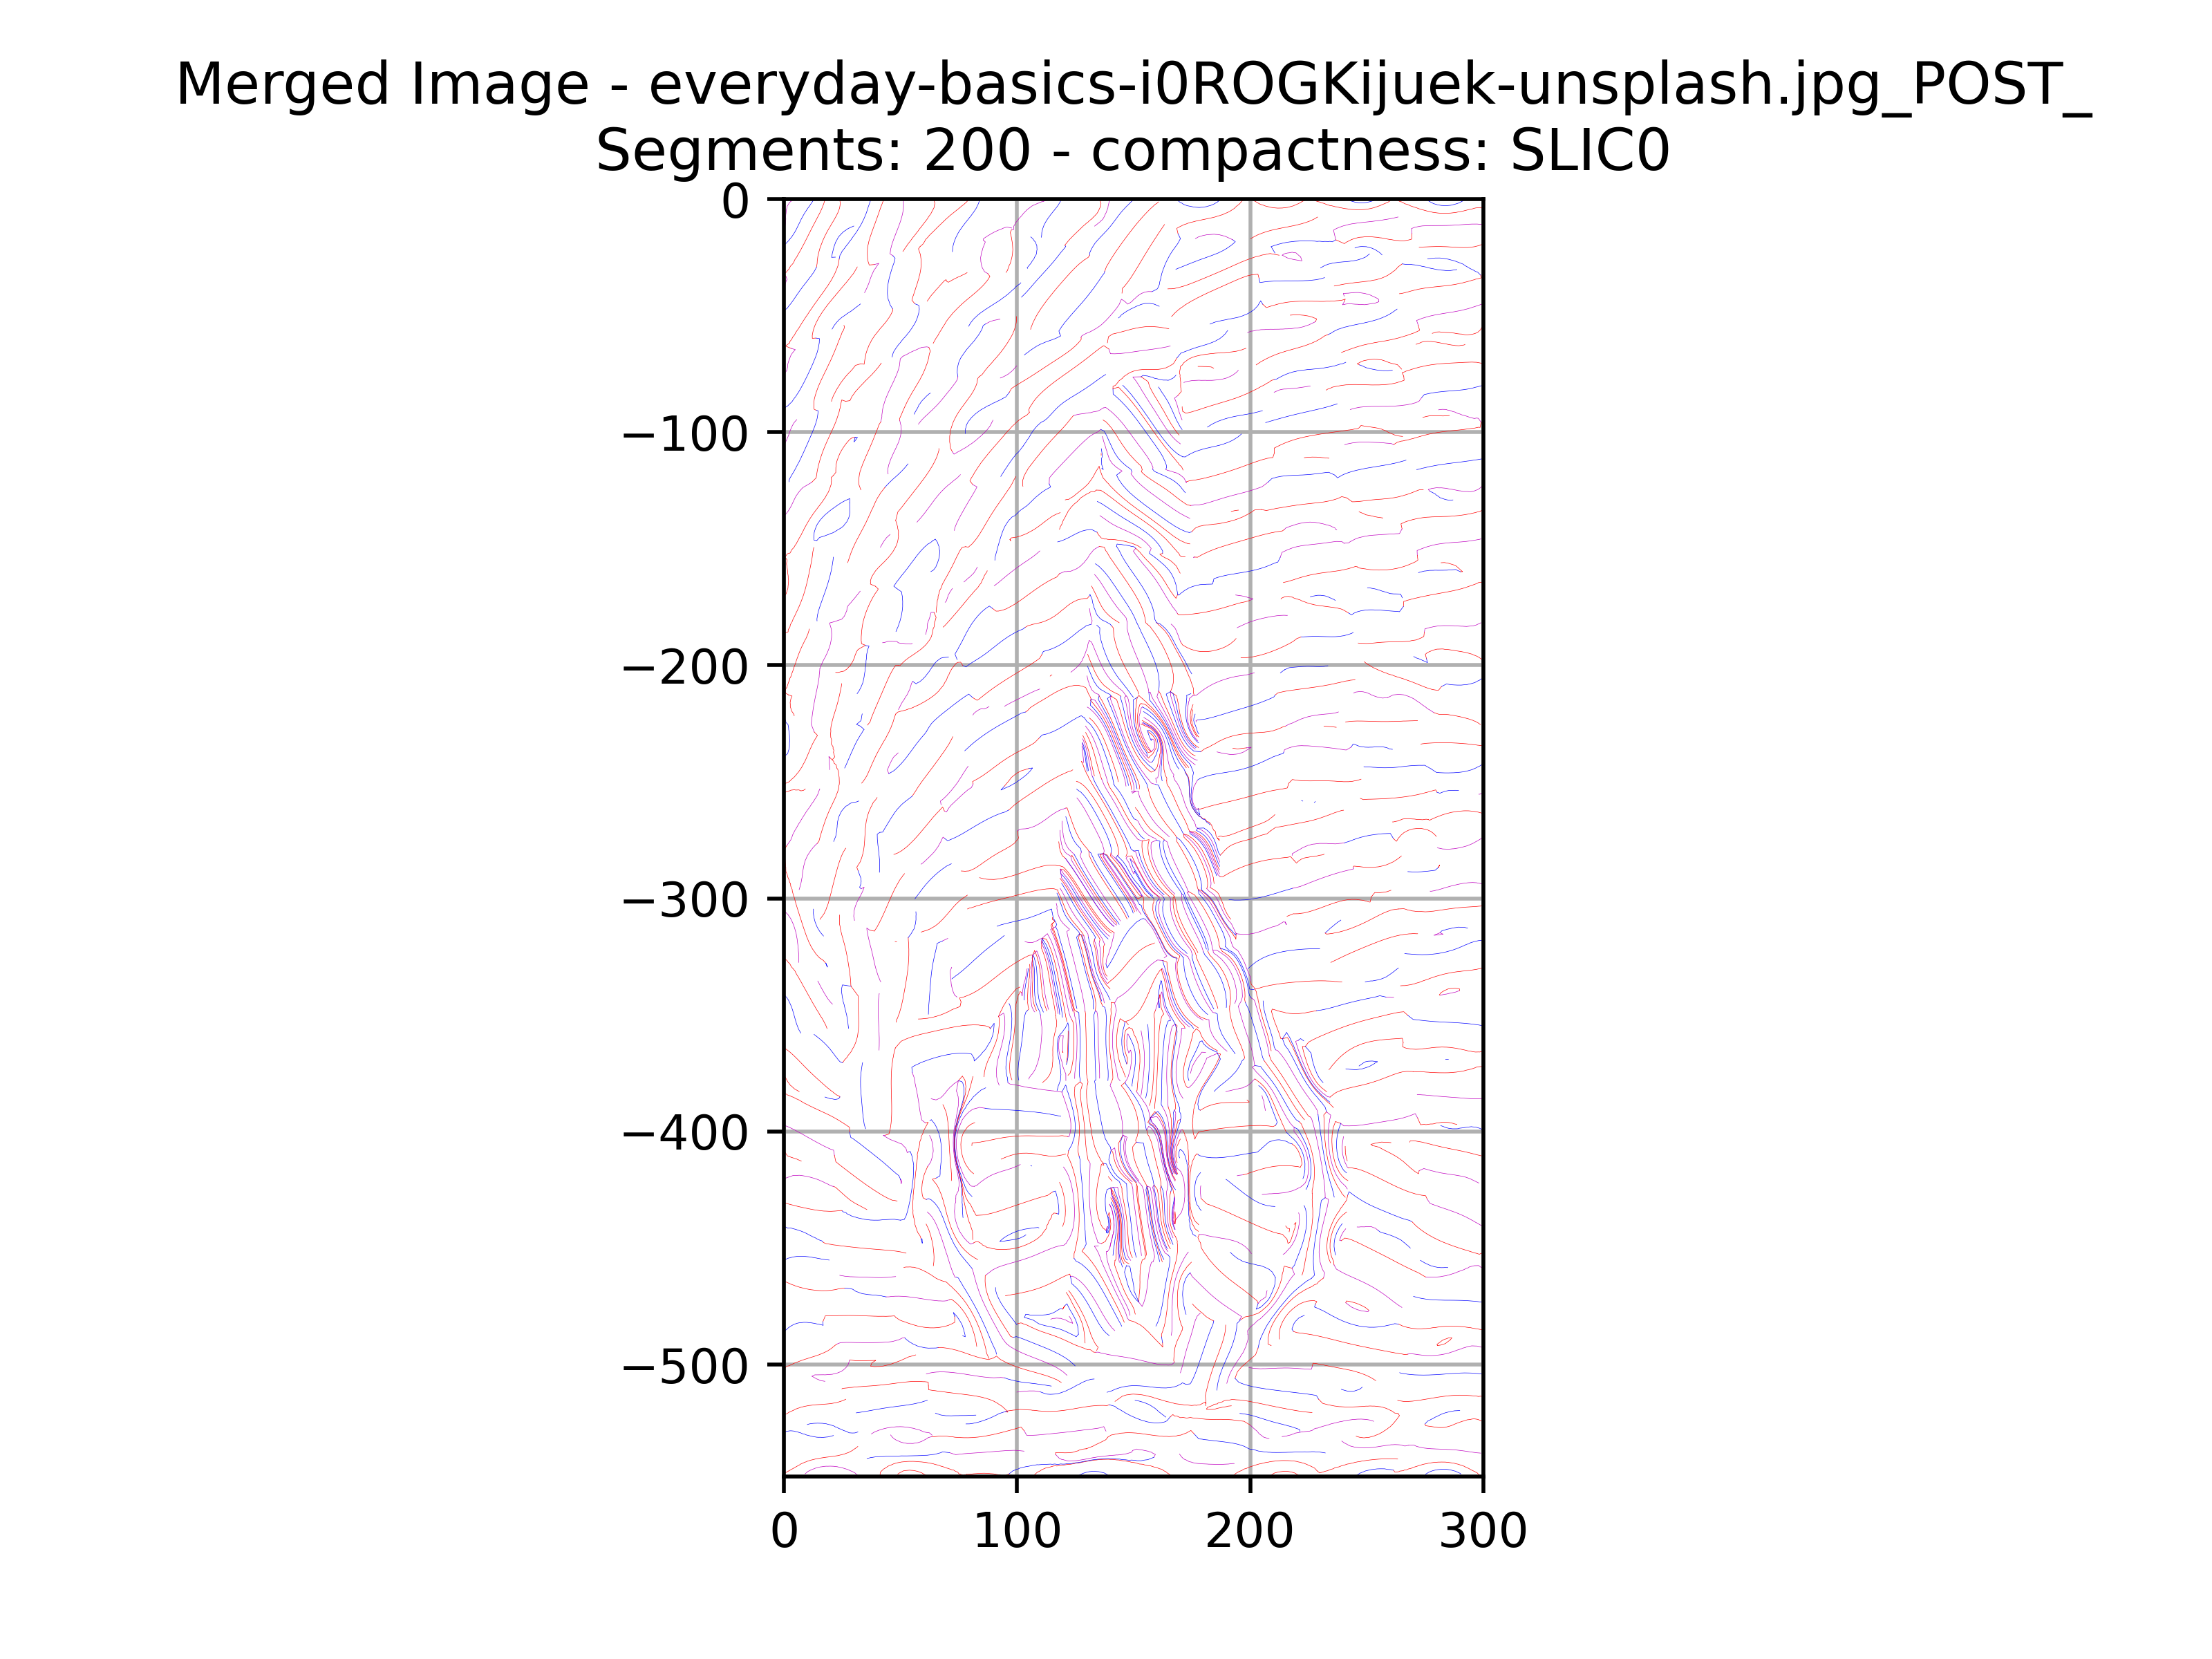 Merged Image - everyday-basics-i0ROGKijuek-unsplash.jpg_POST_
Segments: 200 - compactness: SLIC0
0
−100
−200
−300
−400
−500
0 100 200 300